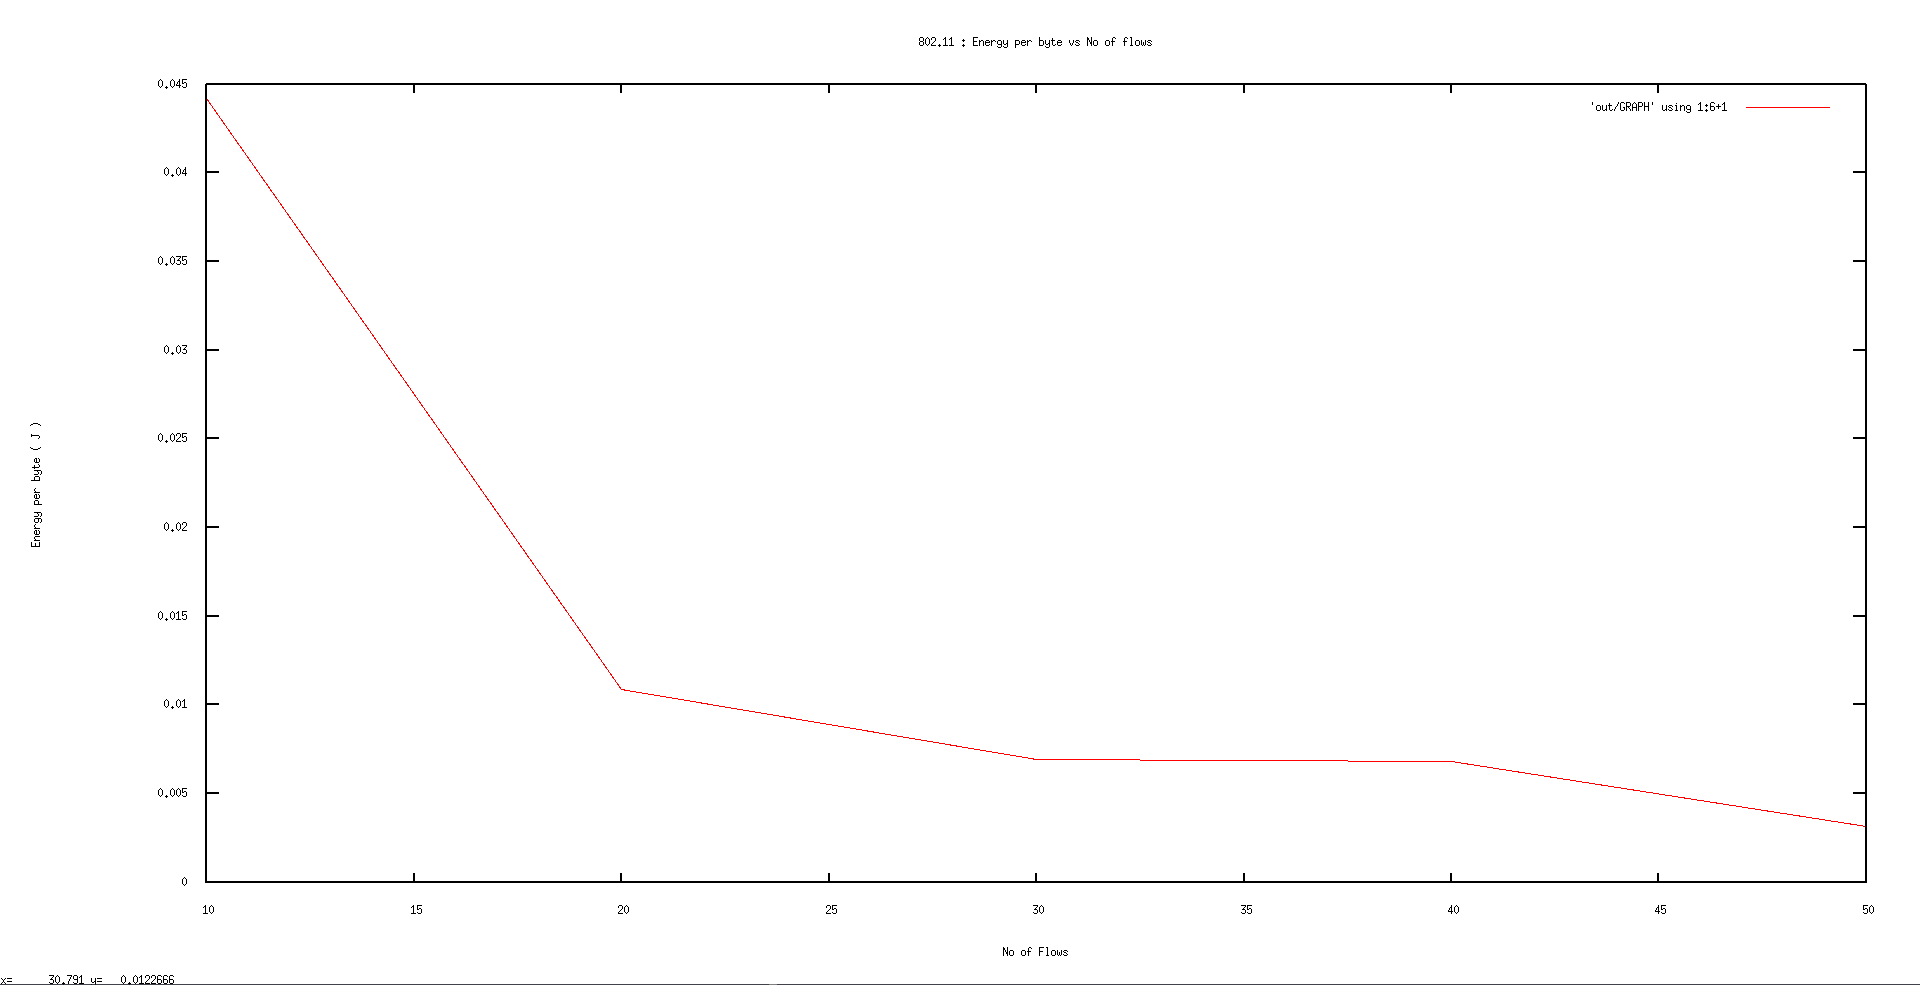 802.11 : Energy per byte vs No of flows
'out/GRAPH' using 1:6+1
0.045
0.04
0.035
0.03
0.025
0.02
0.015
0.01
0.005
0
Energy per byte ( J )
10 15 20 25 30 35 40 45 50
No of Flows
x= 30.791 y= 0.0122666